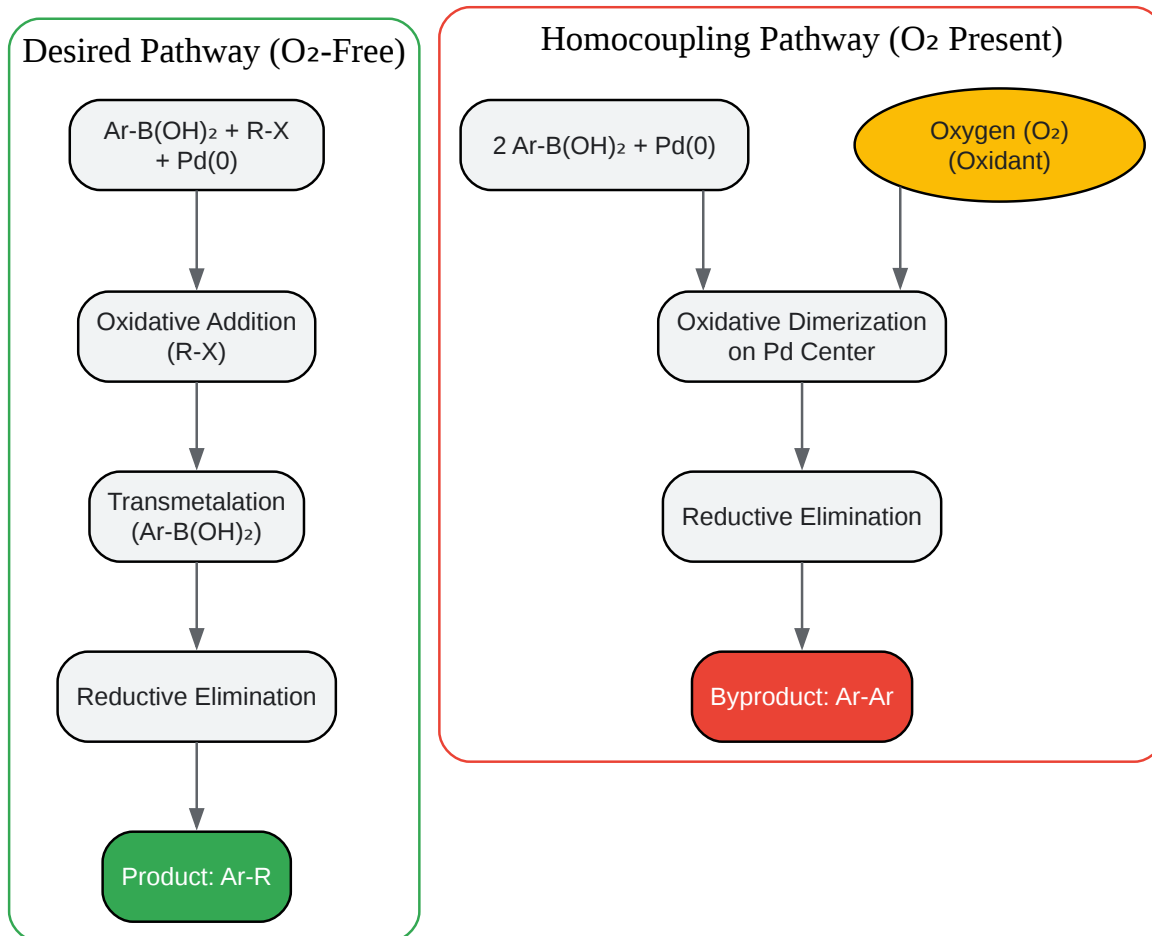 Desired Pathway (O₂-Free)
Ar-B(OH)₂ + R-X
+ Pd(0)
Oxidative Addition
(R-X)
Transmetalation
(Ar-B(OH)₂)
Reductive Elimination
Product: Ar-R
Homocoupling Pathway (O₂ Present)
2 Ar-B(OH)₂ + Pd(0)
Oxygen (O₂)
(Oxidant)
Oxidative Dimerization
on Pd Center
Reductive Elimination
Byproduct: Ar-Ar